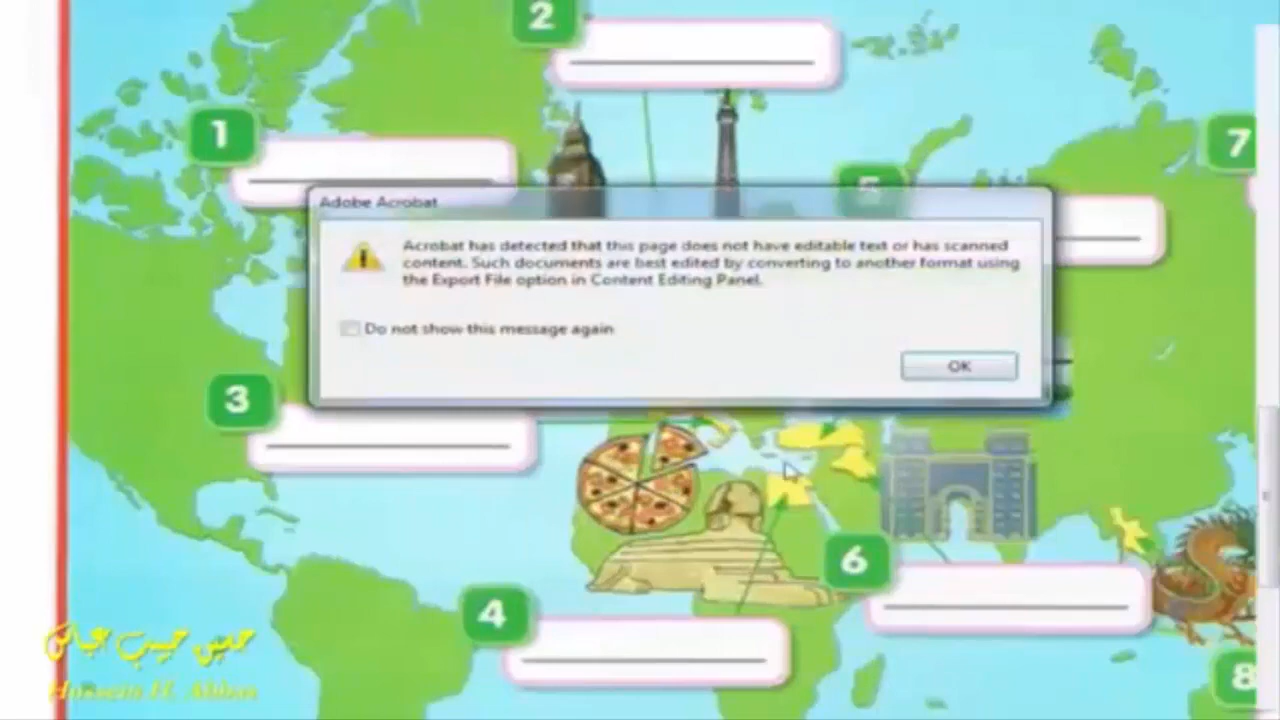 2
1
7
5
Adobe Acrobat
Acrobat has detected that this page does not have editable text or has scanned
content. Such documents are best edited by converting to another format using
the Export File option in Content Editing Panel.
Do not show this message again
OK
3
6
4
8
حسين حبيب عباس
Hussein H. Abbas